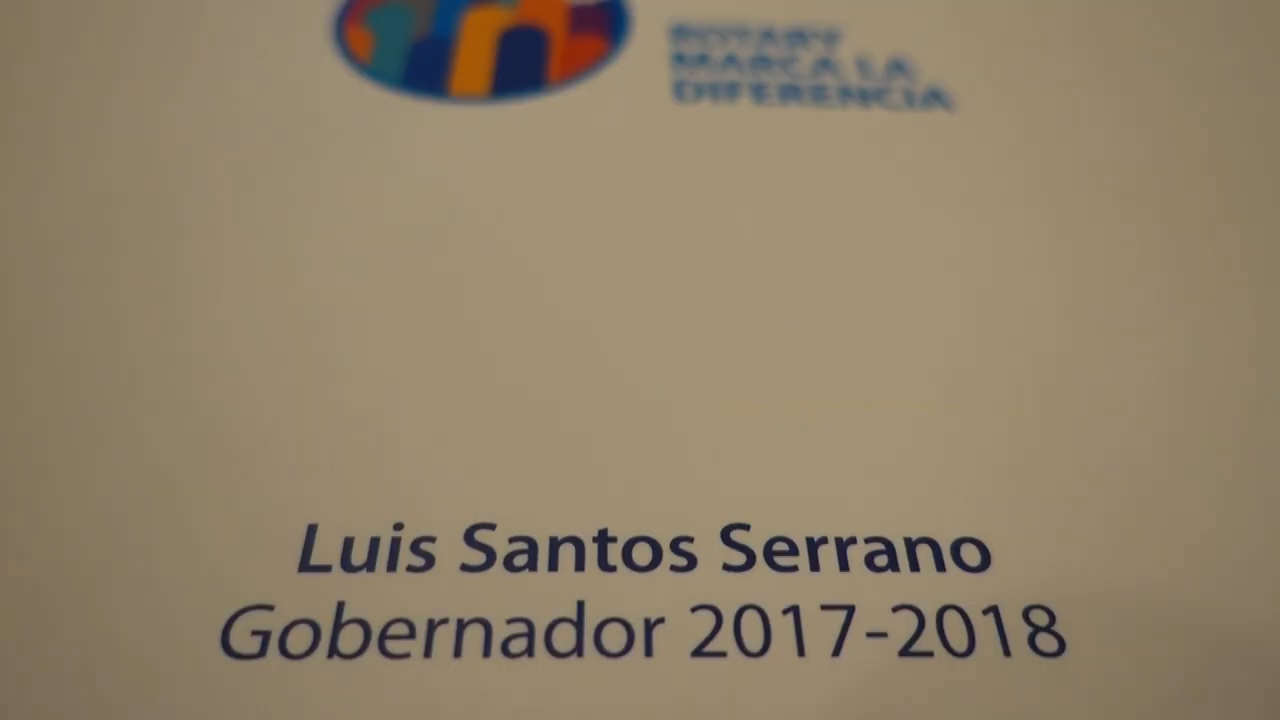 ROTARY
MARCA LA
DIFERENCIA
Luis Santos Serrano
Gobernador 2017-2018